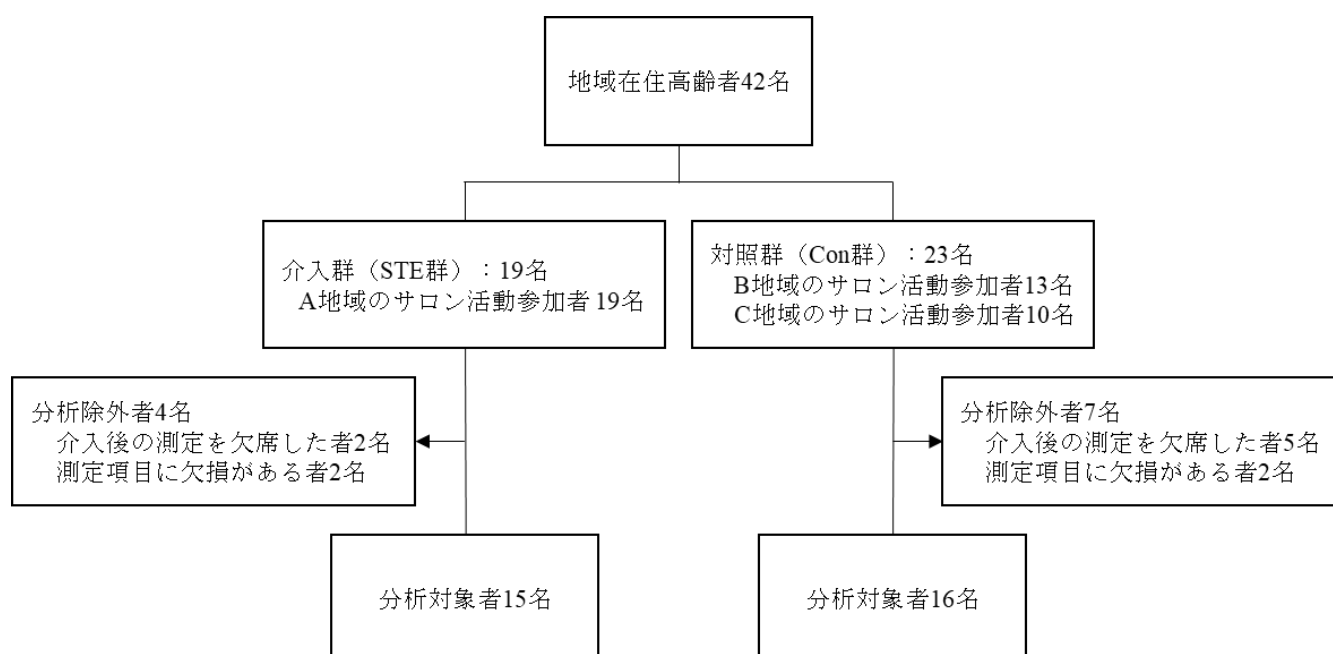 地域在住高齢者42名
介入群（STE群）：19名
A地域のサロン活動参加者 19名
対照群（Con群）：23名
B地域のサロン活動参加者13名
C地域のサロン活動参加者10名
分析除外者4名
介入後の測定を欠席した者2名
測定項目に欠損がある者2名
分析除外者7名
介入後の測定を欠席した者5名
測定項目に欠損がある者2名
分析対象者15名
分析対象者16名